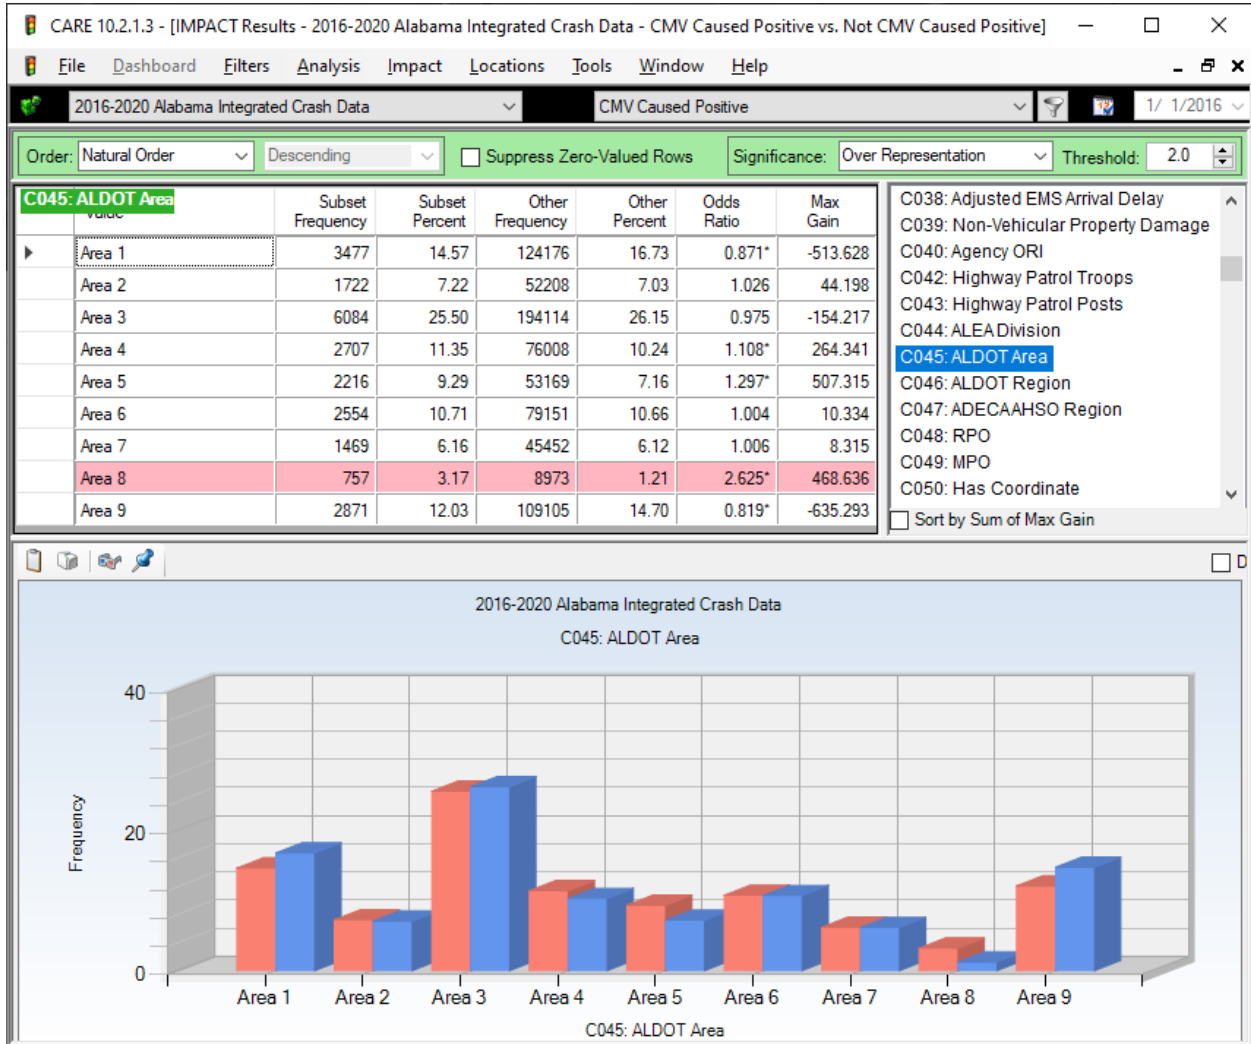 CARE 10.2.1.3 - [IMPACT Results - 2016-2020 Alabama Integrated Crash Data - CMV Caused Positive vs. Not CMV Caused Positive]
File Dashboard Filters Analysis Impact Locations Tools Window Help
2016-2020 Alabama Integrated Crash Data CMV Caused Positive 1/ 1/2016
Order: Natural Order Descending Suppress Zero-Valued Rows Significance: Over Representation Threshold: 2.0
C045: ALDOT Area
Subset Frequency Subset Percent Other Frequency Other Percent Odds Ratio Max Gain
Area 1 3477 14.57 124176 16.73 0.871* -513.628
Area 2 1722 7.22 52208 7.03 1.026 44.198
Area 3 6084 25.50 194114 26.15 0.975 -154.217
Area 4 2707 11.35 76008 10.24 1.108* 264.341
Area 5 2216 9.29 53169 7.16 1.297* 507.315
Area 6 2554 10.71 79151 10.66 1.004 10.334
Area 7 1469 6.16 45452 6.12 1.006 8.315
Area 8 757 3.17 8973 1.21 2.625* 468.636
Area 9 2871 12.03 109105 14.70 0.819* -635.293
C038: Adjusted EMS Arrival Delay
C039: Non-Vehicular Property Damage
C040: Agency ORI
C042: Highway Patrol Troops
C043: Highway Patrol Posts
C044: ALEA Division
C045: ALDOT Area
C046: ALDOT Region
C047: ADECAAHSO Region
C048: RPO
C049: MPO
C050: Has Coordinate
Sort by Sum of Max Gain
D
2016-2020 Alabama Integrated Crash Data
C045: ALDOT Area
40
20
0
Frequency
Area 1 Area 2 Area 3 Area 4 Area 5 Area 6 Area 7 Area 8 Area 9
C045: ALDOT Area